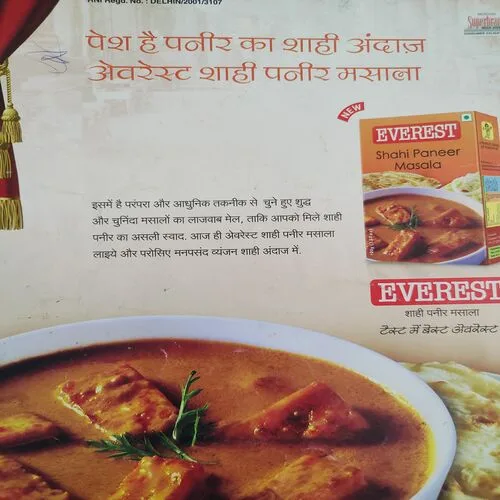 RNI Regd. No. : DELHIN/2001/3107
Superbrands
पेश है पनीर का शाही अंदाज़
अेवरेस्ट शाही पनीर मसाला
NEW
EVEREST
Shahi Paneer
Masala
इसमें है परंपरा और आधुनिक तकनीक से चुने हुए शुद्ध
और चुनिंदा मसालों का लाजवाब मेल, ताकि आपको मिले शाही
पनीर का असली स्वाद. आज ही अेवरेस्ट शाही पनीर मसाला
लाइये और परोसिए मनपसंद व्यंजन शाही अंदाज में.
EVEREST
शाही पनीर मसाला
टेस्ट में बेस्ट अेवरेस्ट